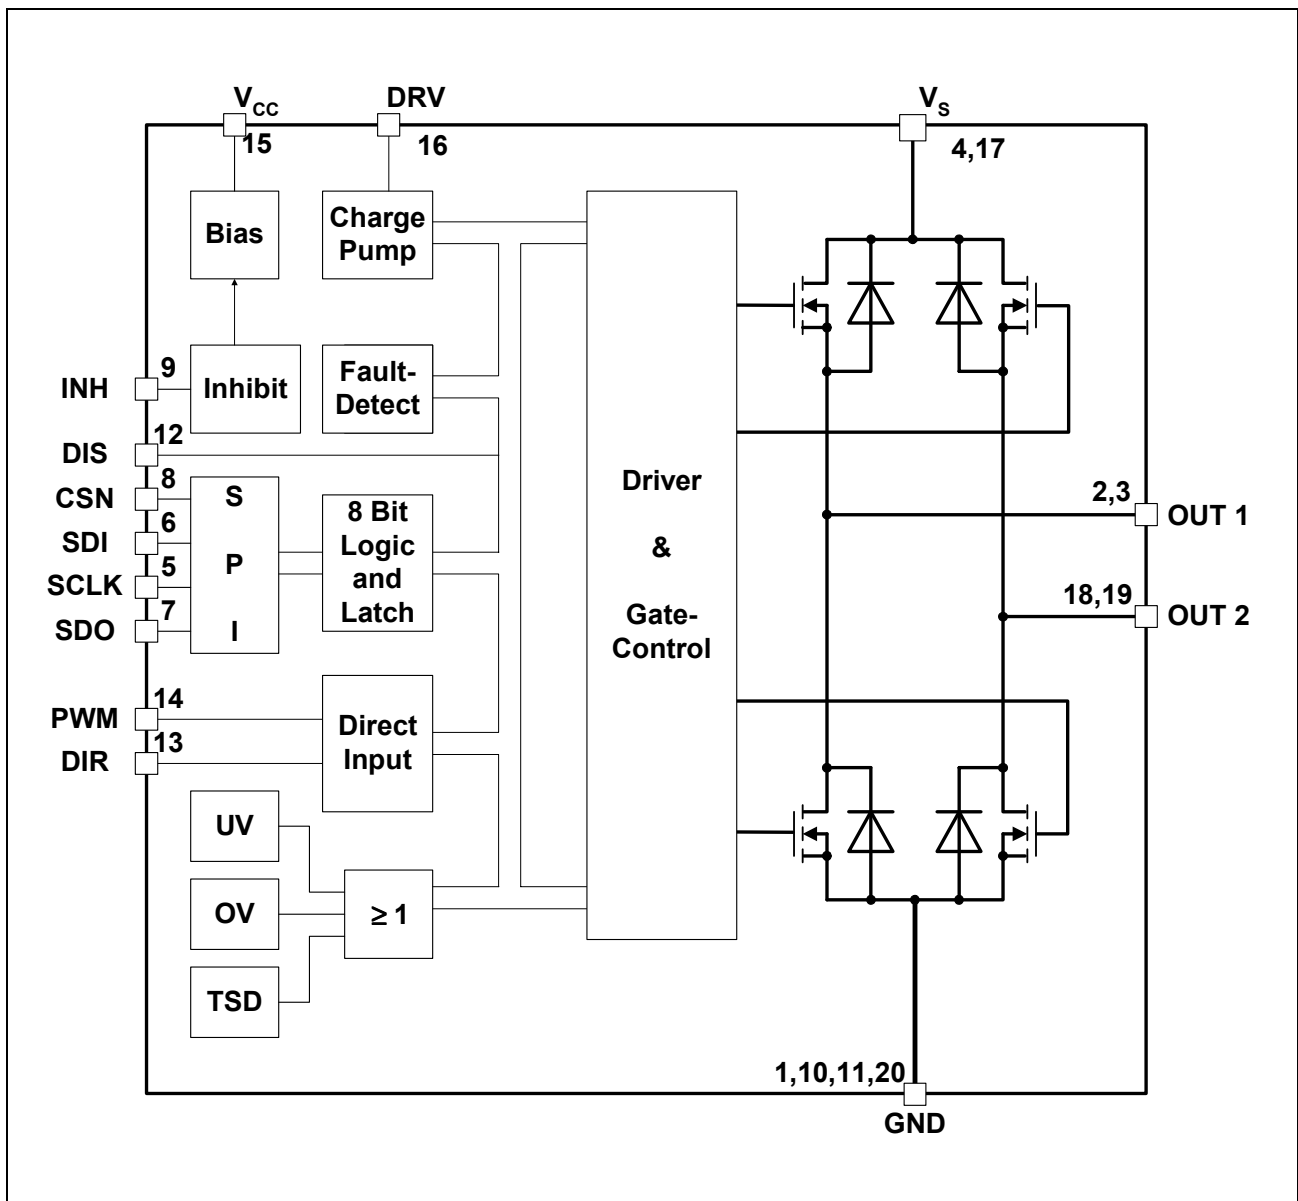 VCC
DRV
VS
15
16
4,17
Bias
Charge
Pump
9
INH
Inhibit
Fault-
Detect
12
DIS
8
CSN
6
SDI
5
SCLK
7
SDO
S
P
I
8 Bit
Logic
and
Latch
Driver
&
Gate-
Control
2,3
OUT 1
18,19
OUT 2
14
PWM
13
DIR
Direct
Input
UV
OV
TSD
≥ 1
1,10,11,20
GND